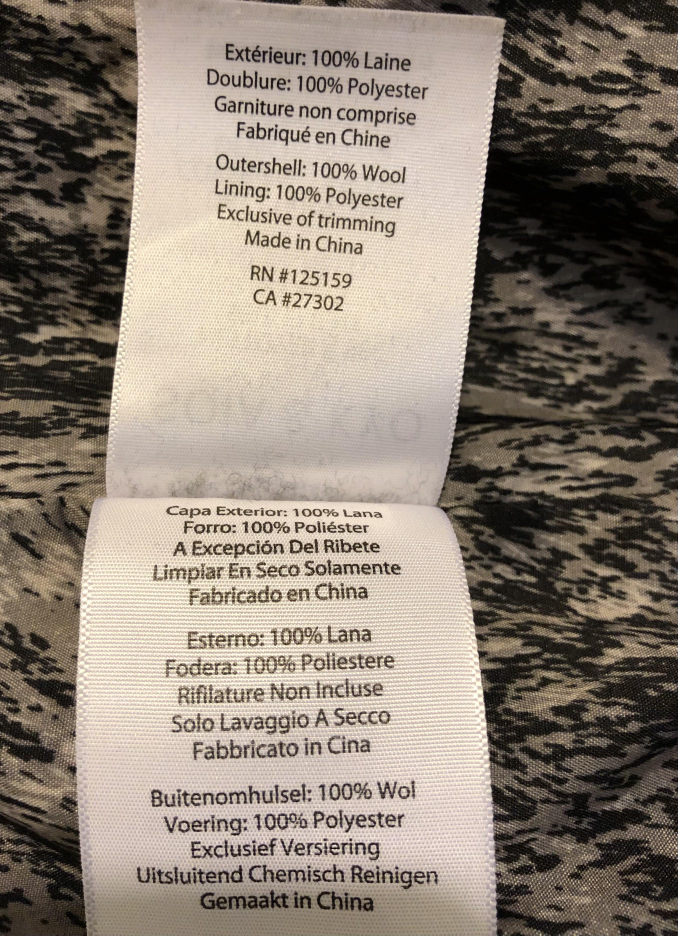 Extérieur: 100% Laine
Doublure: 100% Polyester
Garniture non comprise
Fabriqué en Chine
Outershell: 100% Wool
Lining: 100% Polyester
Exclusive of trimming
Made in China
RN #125159
CA #27302
Capa Exterior: 100% Lana
Forro: 100% Poliéster
A Excepción Del Ribete
Limpiar En Seco Solamente
Fabricado en China
Esterno: 100% Lana
Fodera: 100% Poliestere
Rifilature Non Incluse
Solo Lavaggio A Secco
Fabbricato in Cina
Buitenomhulsel: 100% Wol
Voering: 100% Polyester
Exclusief Versiering
Uitsluitend Chemisch Reinigen
Gemaakt in China